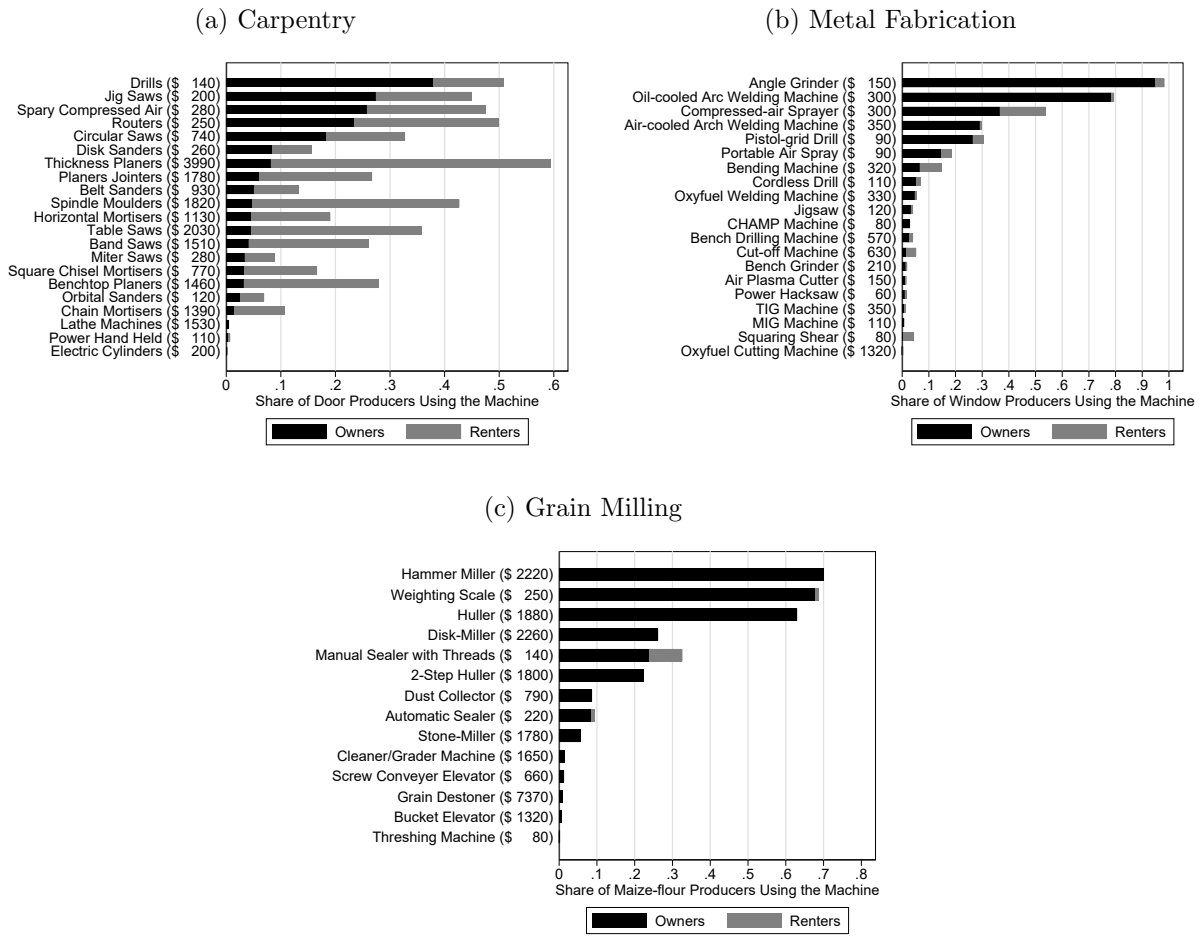 (a) Carpentry
Drills ($ 140)
Jig Saws ($ 200)
Spary Compressed Air ($ 280)
Routers ($ 250)
Circular Saws ($ 740)
Disk Sanders ($ 260)
Thickness Planers ($ 3990)
Planers Jointers ($ 1780)
Belt Sanders ($ 930)
Spindle Moulders ($ 1820)
Horizontal Mortisers ($ 1130)
Table Saws ($ 2030)
Band Saws ($ 1510)
Miter Saws ($ 280)
Square Chisel Mortisers ($ 770)
Benchtop Planers ($ 1460)
Orbital Sanders ($ 120)
Chain Mortisers ($ 1390)
Lathe Machines ($ 1530)
Power Hand Held ($ 110)
Electric Cylinders ($ 200)
0 .1 .2 .3 .4 .5 .6
Share of Door Producers Using the Machine
Owners Renters
(b) Metal Fabrication
Angle Grinder ($ 150)
Oil-cooled Arc Welding Machine ($ 300)
Compressed-air Sprayer ($ 300)
Air-cooled Arch Welding Machine ($ 350)
Pistol-grid Drill ($ 90)
Portable Air Spray ($ 90)
Bending Machine ($ 320)
Cordless Drill ($ 110)
Oxyfuel Welding Machine ($ 330)
Jigsaw ($ 120)
CHAMP Machine ($ 80)
Bench Drilling Machine ($ 570)
Cut-off Machine ($ 630)
Bench Grinder ($ 210)
Air Plasma Cutter ($ 150)
Power Hacksaw ($ 60)
TIG Machine ($ 350)
MIG Machine ($ 110)
Squaring Shear ($ 80)
Oxyfuel Cutting Machine ($ 1320)
0 .1 .2 .3 .4 .5 .6 .7 .8 .9 1
Share of Window Producers Using the Machine
Owners Renters
(c) Grain Milling
Hammer Miller ($ 2220)
Weighting Scale ($ 250)
Huller ($ 1880)
Disk-Miller ($ 2260)
Manual Sealer with Threads ($ 140)
2-Step Huller ($ 1800)
Dust Collector ($ 790)
Automatic Sealer ($ 220)
Stone-Miller ($ 1780)
Cleaner/Grader Machine ($ 1650)
Screw Conveyer Elevator ($ 660)
Grain Destoner ($ 7370)
Bucket Elevator ($ 1320)
Threshing Machine ($ 80)
0 .1 .2 .3 .4 .5 .6 .7 .8
Share of Maize-flour Producers Using the Machine
Owners Renters